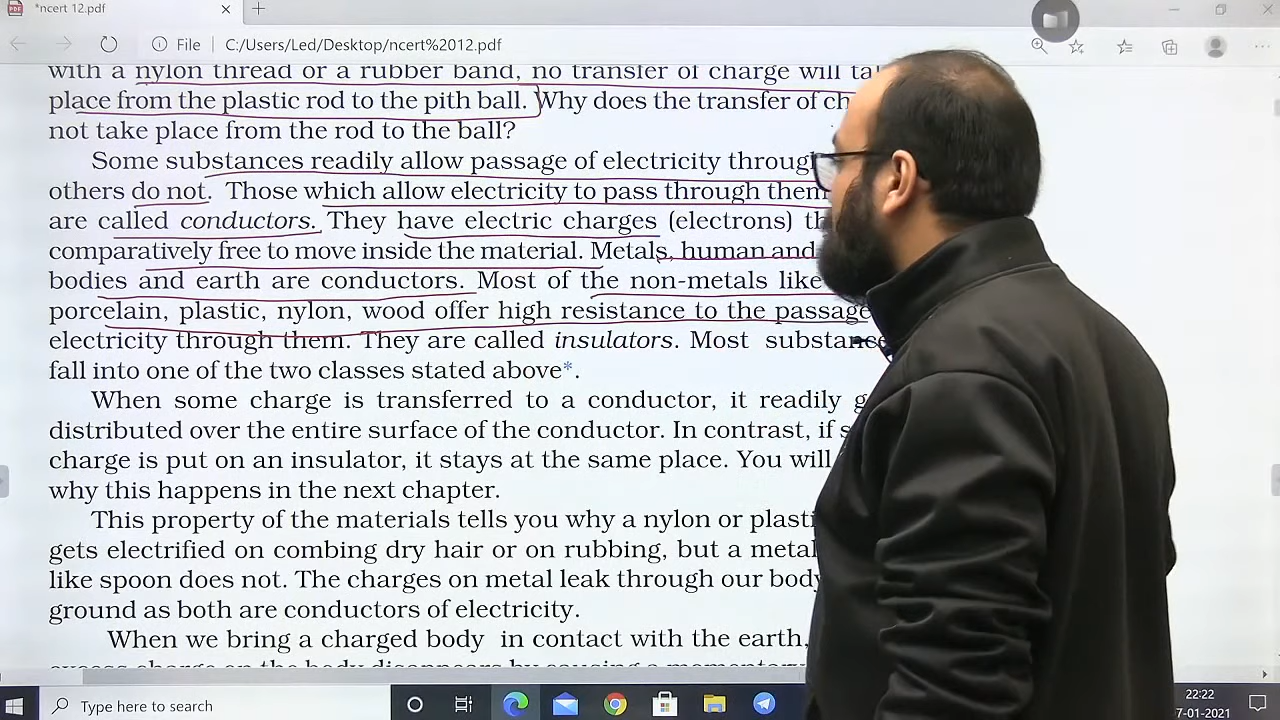 *ncert 12.pdf
File
C:/Users/Led/Desktop/ncert%2012.pdf
with a nylon thread or a rubber band, no transfer of charge will
place from the plastic rod to the pith ball. Why does the transfer of
not take place from the rod to the ball?
Some substances readily allow passage of electricity through
others do not. Those which allow electricity to pass through them
are called conductors. They have electric charges (electrons)
comparatively free to move inside the material. Metals, human and
bodies and earth are conductors. Most of the non-metals like
porcelain, plastic, nylon, wood offer high resistance to the passage
electricity through them. They are called insulators. Most substances
fall into one of the two classes stated above*.
When some charge is transferred to a conductor, it readily
distributed over the entire surface of the conductor. In contrast, if
charge is put on an insulator, it stays at the same place. You will
why this happens in the next chapter.
This property of the materials tells you why a nylon or
gets electrified on combing dry hair or on rubbing, but a metal
like spoon does not. The charges on metal leak through our body
ground as both are conductors of electricity.
When we bring a charged body in contact with the earth,
excess charge on the body disappears by causing a momentary
Type here to search
22:22
7-01-2021